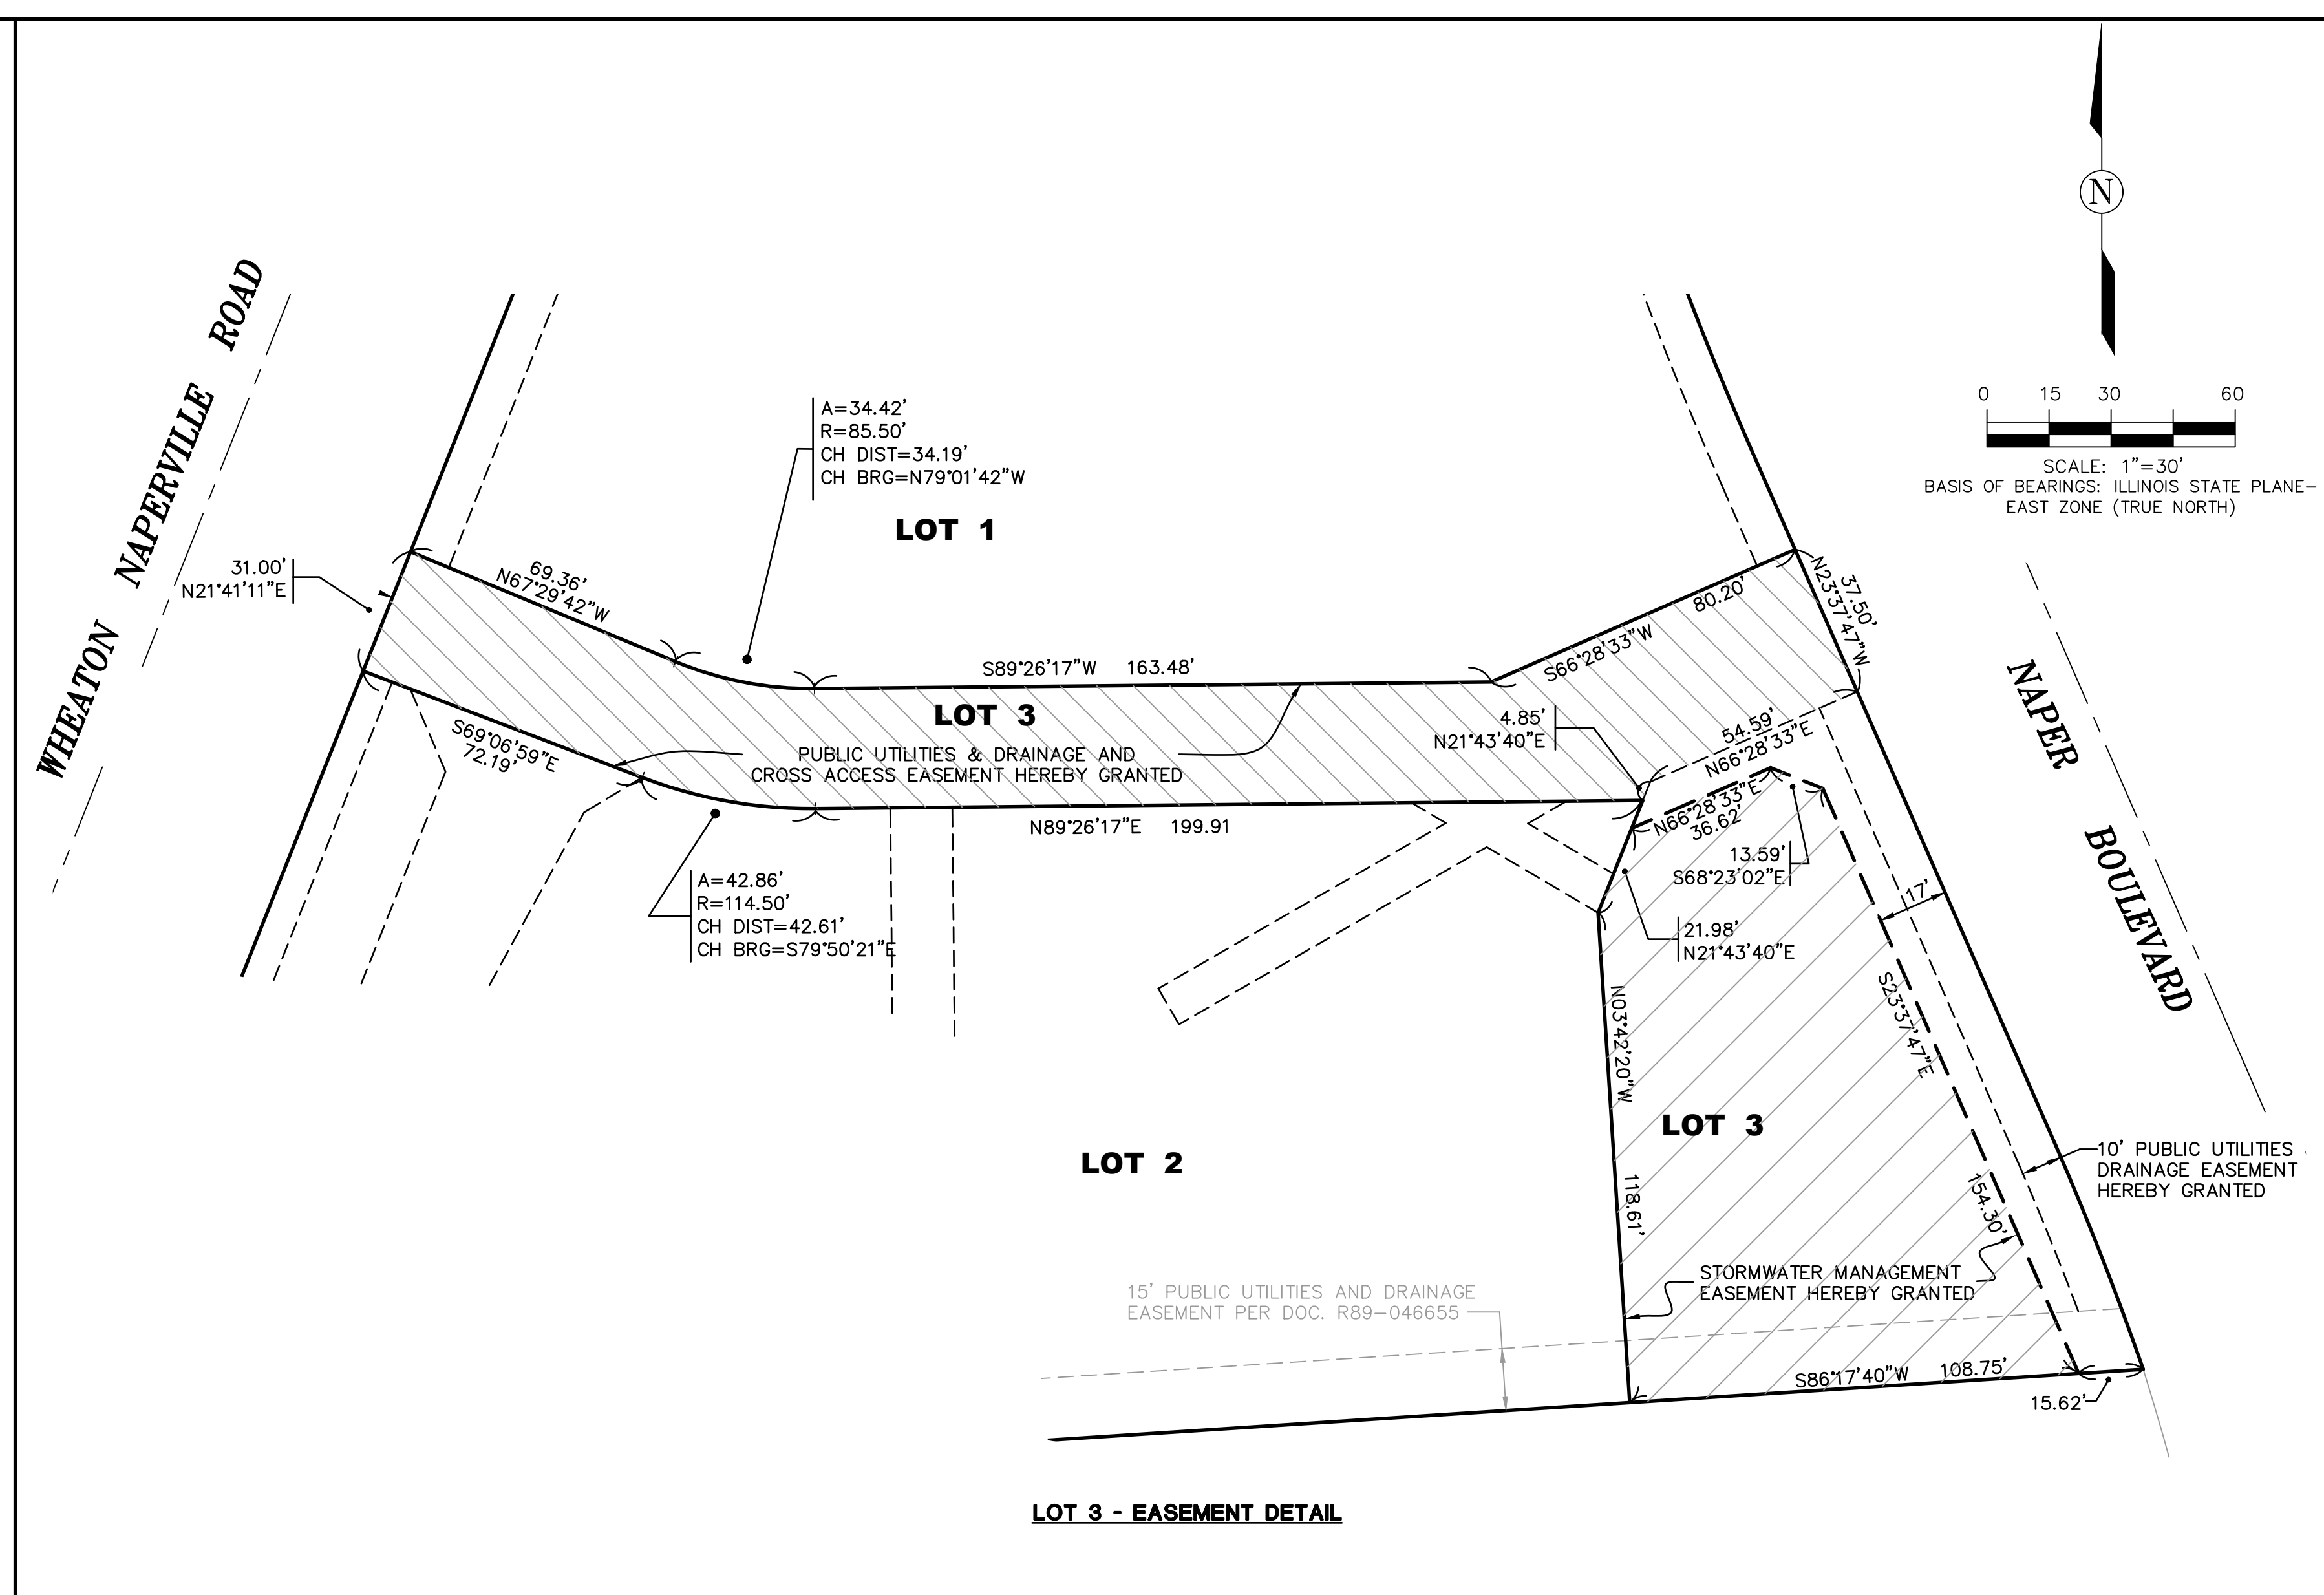 N
0 15 30 60
SCALE: 1"=30'
BASIS OF BEARINGS: ILLINOIS STATE PLANE-
EAST ZONE (TRUE NORTH)
WHEATON NAPERVILLE ROAD
A=34.42'
R=85.50'
CH DIST=34.19'
CH BRG=N79°01'42"W
LOT 1
31.00'
N21°41'11"E
69.36'
N67°29'42"W
S89°26'17"W 163.48'
80.20'
S66°28'33"W
37.50'
N23°37'47"W
NAPER BOULEVARD
LOT 3
4.85'
N21°43'40"E
54.59'
N66°28'33"E
S69°06'59"E
72.19'
PUBLIC UTILITIES & DRAINAGE AND
CROSS ACCESS EASEMENT HEREBY GRANTED
N89°26'17"E 199.91
N66°28'33"E
36.62'
13.59'
S68°23'02"E
A=42.86'
R=114.50'
CH DIST=42.61'
CH BRG=S79°50'21"E
17'
21.98'
N21°43'40"E
N03°42'20"W
118.61'
S23°37'47"E
154.30'
LOT 3
LOT 2
10' PUBLIC UTILITIES
DRAINAGE EASEMENT
HEREBY GRANTED
STORMWATER MANAGEMENT
EASEMENT HEREBY GRANTED
15' PUBLIC UTILITIES AND DRAINAGE
EASEMENT PER DOC. R89-046655
S86°17'40"W 108.75'
15.62'
LOT 3 - EASEMENT DETAIL